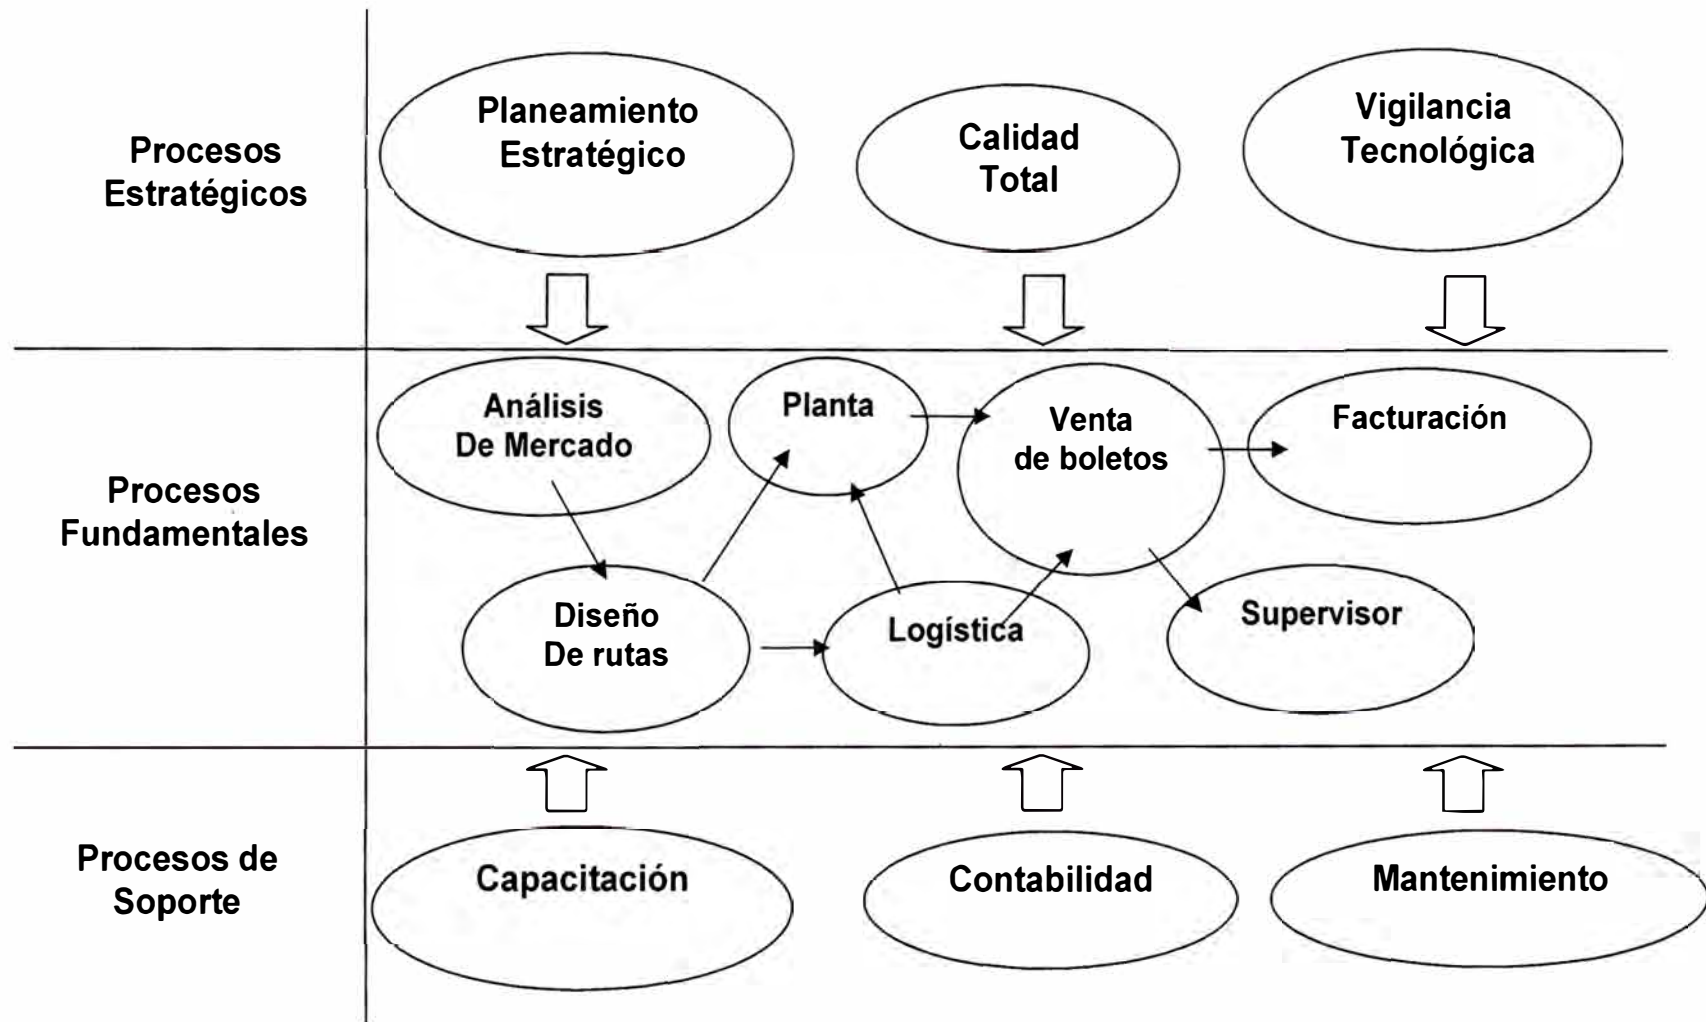 Procesos
Estratégicos
Planeamiento
Estratégico
Calidad
Total
Vigilancia
Tecnológica
Procesos
Fundamentales
Análisis
De Mercado
Planta
Venta
de boletos
Facturación
Diseño
De rutas
Logística
Supervisor
Procesos de
Soporte
Capacitación
Contabilidad
Mantenimiento